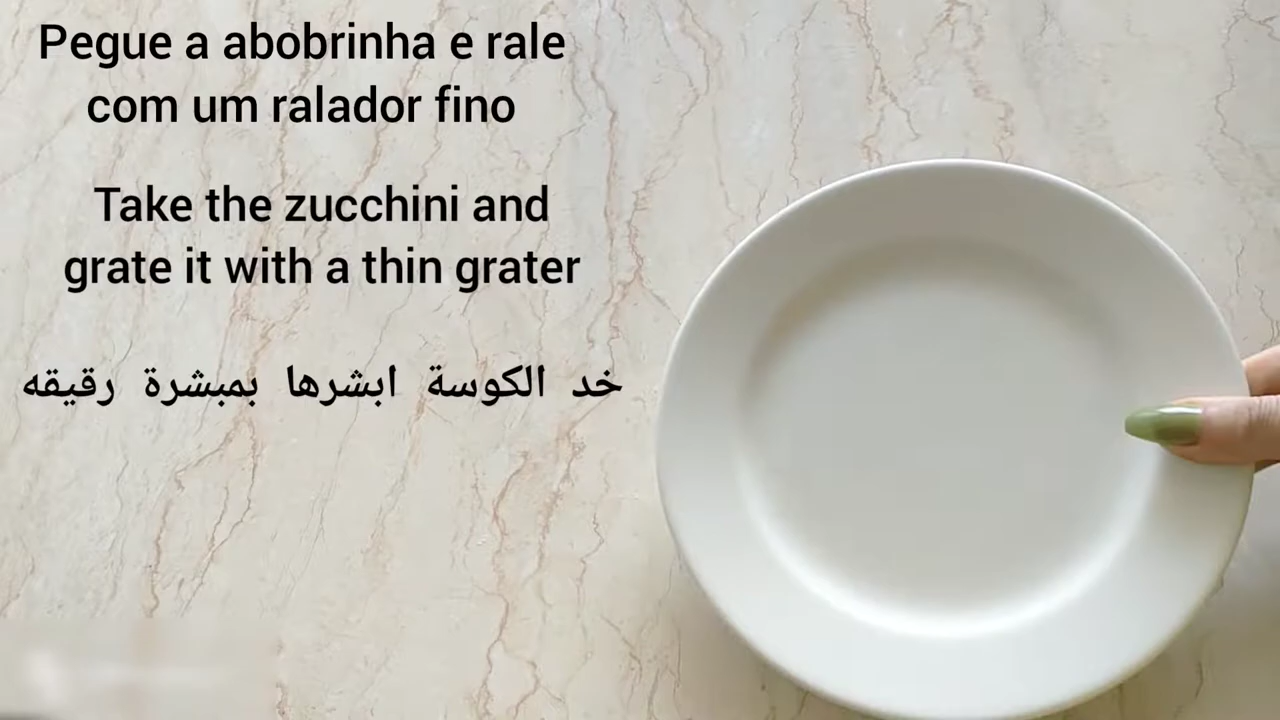 Pegue a abobrinha e rale
com um ralador fino
Take the zucchini and
grate it with a thin grater
خد الكوسة ابشرها بمبشرة رقيقه